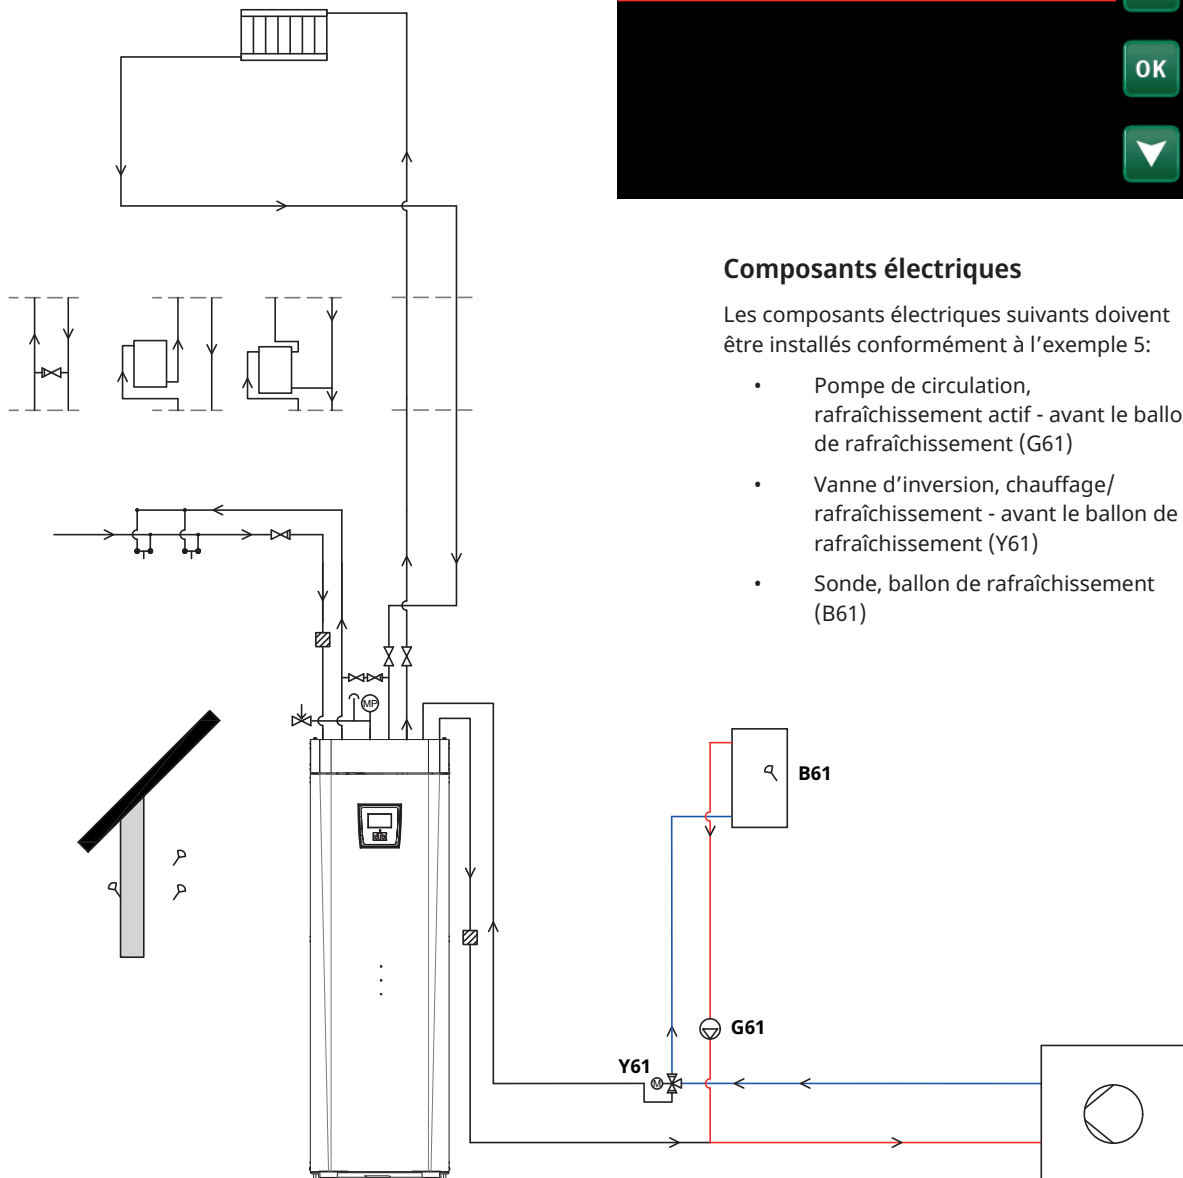 OK
Composants électriques
Les composants électriques suivants doivent
être installés conformément à l'exemple 5:
• Pompe de circulation,
rafraîchissement actif - avant le ballo
de rafraîchissement (G61)
• Vanne d'inversion, chauffage/
rafraîchissement - avant le ballon de
rafraîchissement (Y61)
• Sonde, ballon de rafraîchissement
(B61)
MP
B61
G61
Y61
M